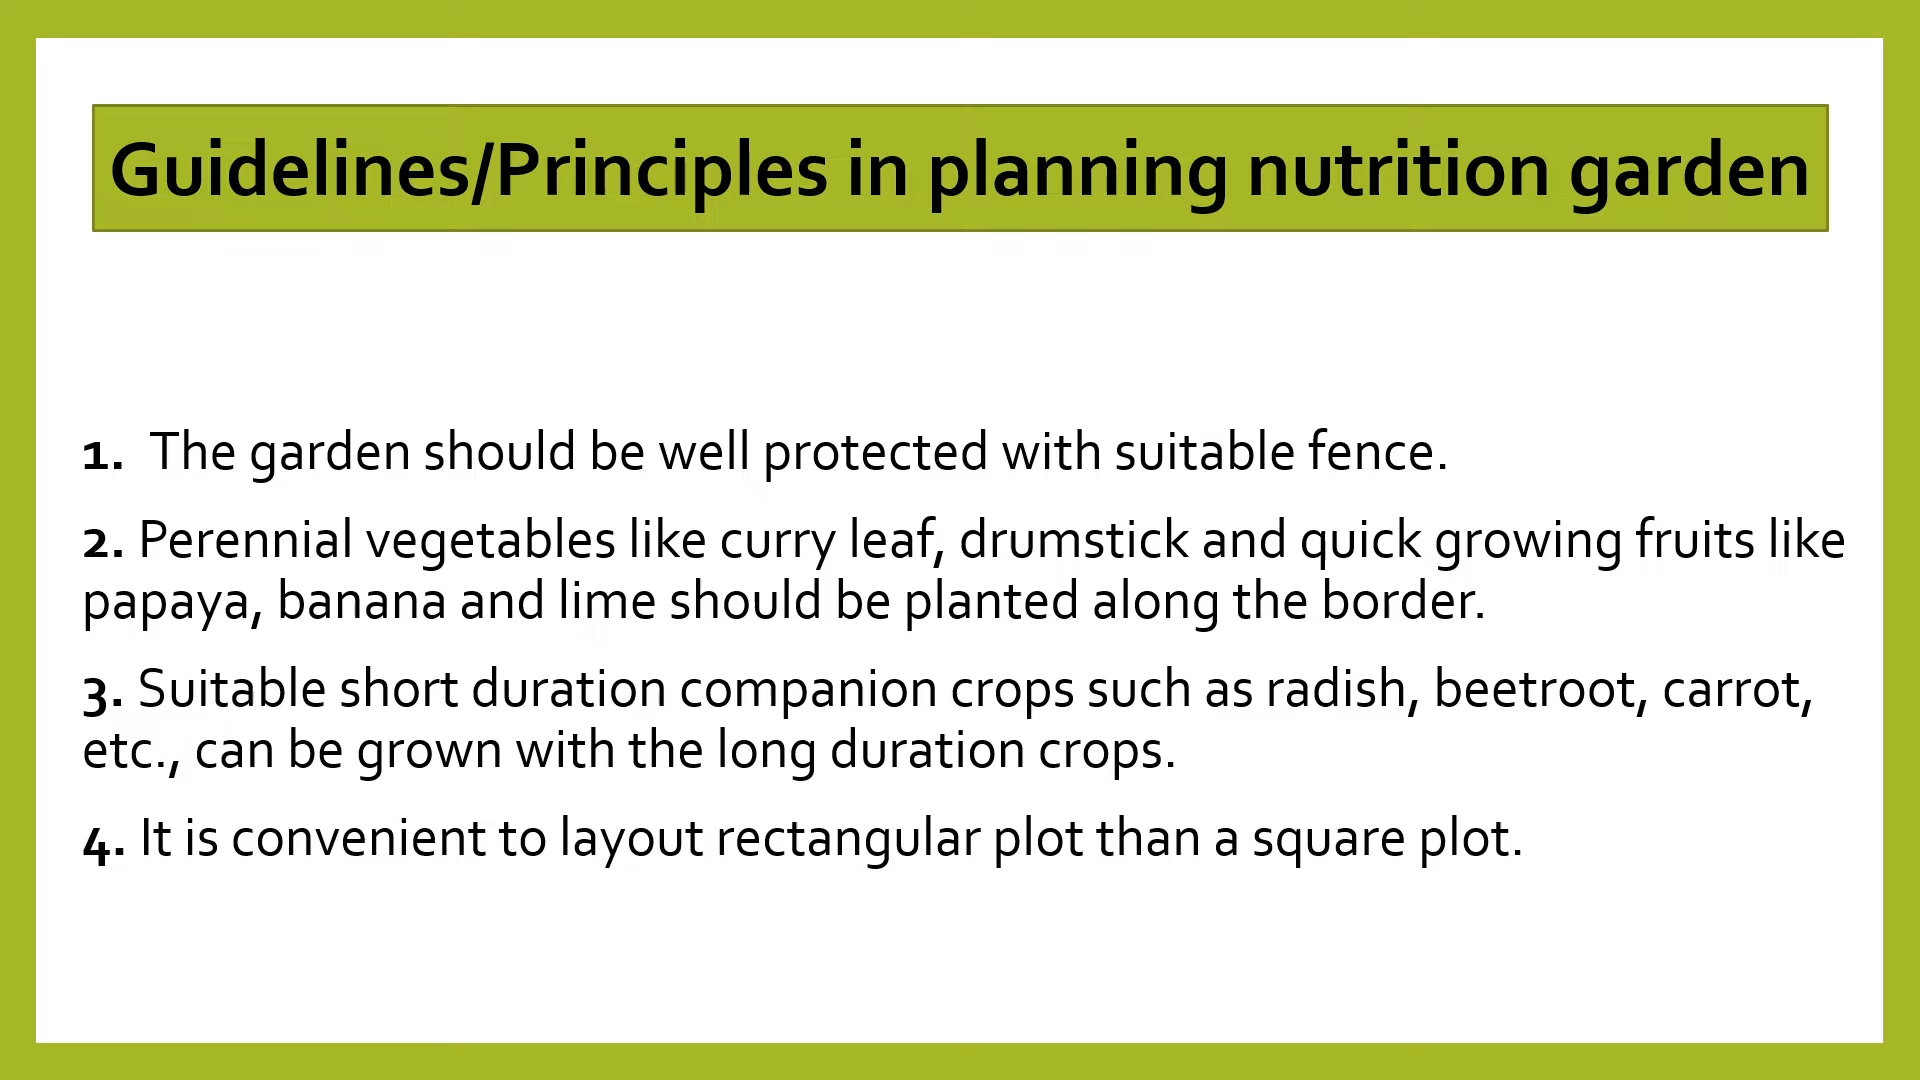 Guidelines/Principles in planning nutrition garden
1. The garden should be well protected with suitable fence.
2. Perennial vegetables like curry leaf, drumstick and quick growing fruits like
papaya, banana and lime should be planted along the border.
3. Suitable short duration companion crops such as radish, beetroot, carrot,
etc., can be grown with the long duration crops.
4. It is convenient to layout rectangular plot than a square plot.